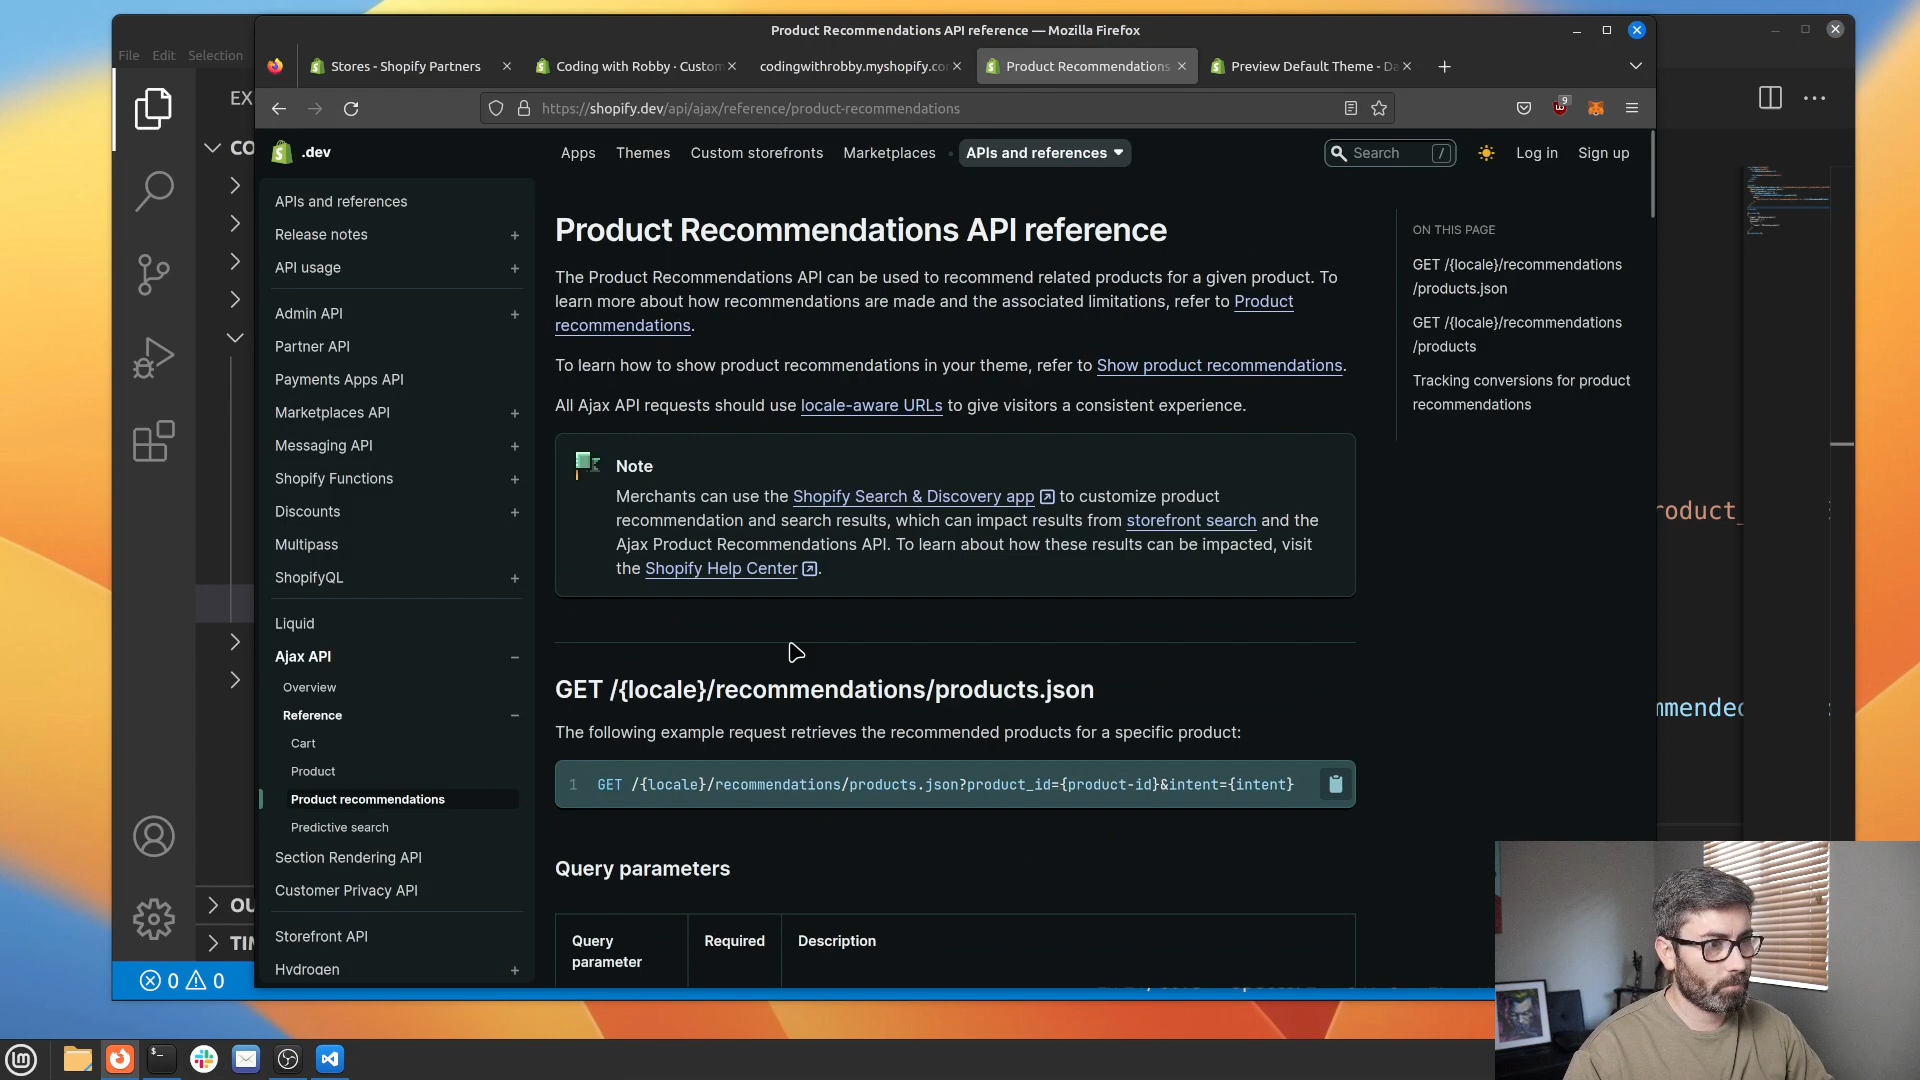 Product Recommendations API reference — Mozilla Firefox
File Edit Selection
Stores - Shopify Partners
Coding with Robby · Custom
codingwithrobby.myshopify.co
Product Recommendations
Preview Default Theme - Da
https://shopify.dev/api/ajax/reference/product-recommendations
9
EX
CO
.dev
Apps
Themes
Custom storefronts
Marketplaces
APIs and references
Search /
Log in
Sign up
APIs and references
Release notes
API usage
Admin API
Partner API
Payments Apps API
Marketplaces API
Messaging API
Shopify Functions
Discounts
Multipass
ShopifyQL
Liquid
Ajax API
Overview
Reference
Cart
Product
Product recommendations
Predictive search
Section Rendering API
Customer Privacy API
Storefront API
Hydrogen
Product Recommendations API reference
The Product Recommendations API can be used to recommend related products for a given product. To
learn more about how recommendations are made and the associated limitations, refer to Product
recommendations.
To learn how to show product recommendations in your theme, refer to Show product recommendations.
All Ajax API requests should use locale-aware URLs to give visitors a consistent experience.
Note
Merchants can use the Shopify Search & Discovery app to customize product
recommendation and search results, which can impact results from storefront search and the
Ajax Product Recommendations API. To learn about how these results can be impacted, visit
the Shopify Help Center.
GET /{locale}/recommendations/products.json
The following example request retrieves the recommended products for a specific product:
1 GET /{locale}/recommendations/products.json?product_id={product-id}&intent={intent}
Query parameters
Query
parameter
Required
Description
ON THIS PAGE
GET /{locale}/recommendations
/products.json
GET /{locale}/recommendations
/products
Tracking conversions for product
recommendations
roduct_
mmended
OU
TIM
0 0